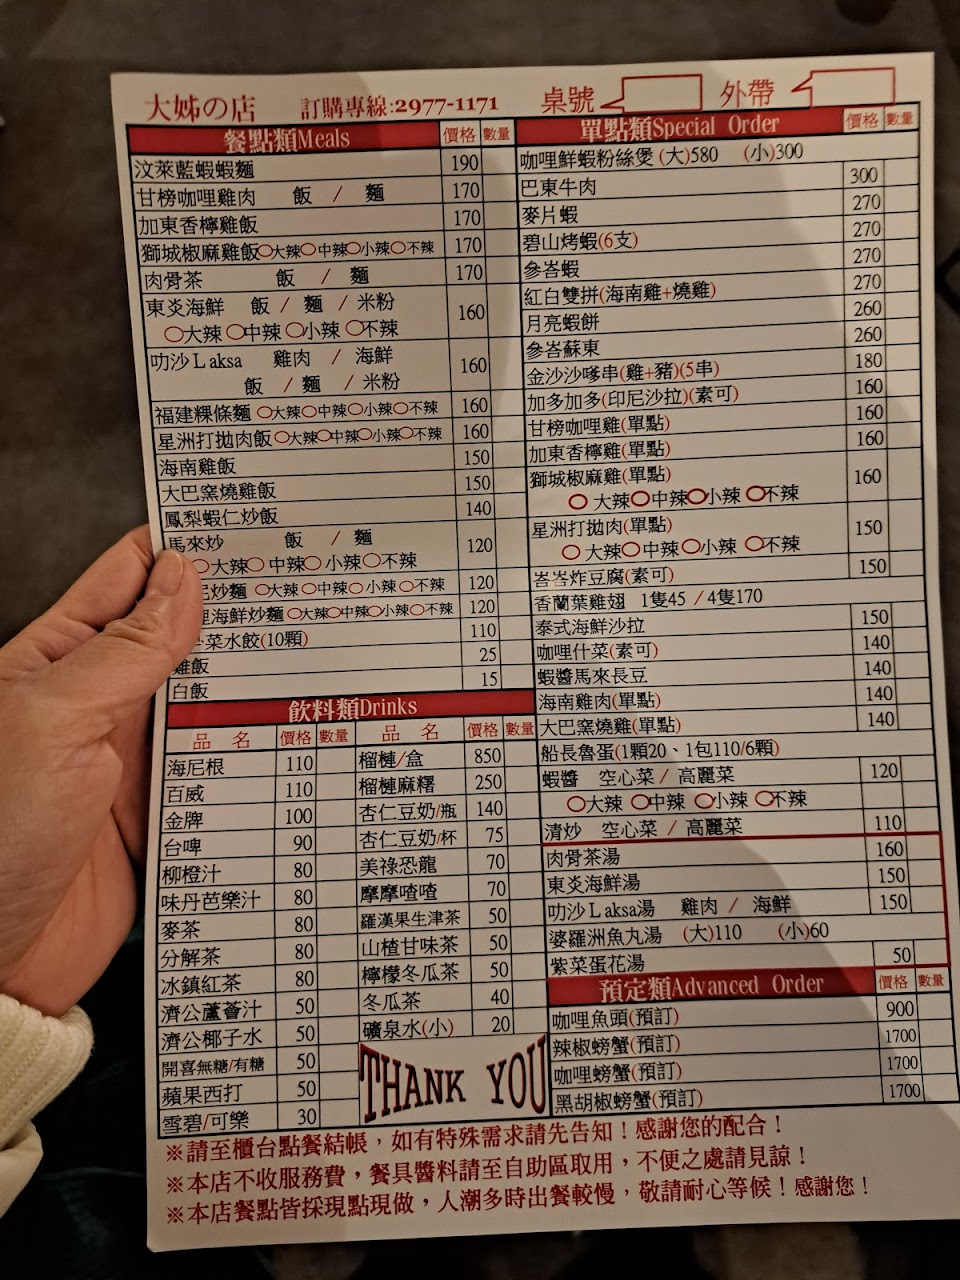 大姊の店 訂購專線:2977-1171 桌號 外帶
餐點類Meals 價格 數量
汶萊藍蝦蝦麵 190
甘榜咖哩雞肉 飯 / 麵 170
加東香檸雞飯 170
獅城椒麻雞飯○大辣○中辣○小辣○不辣 170
肉骨茶 飯 / 麵 170
東炎海鮮 飯 / 麵 / 米粉 160
○大辣 ○中辣 ○小辣 ○不辣
叻沙Laksa 雞肉 / 海鮮 160
飯 / 麵 / 米粉
福建粿條麵 ○大辣○中辣○小辣○不辣 160
星洲打拋肉飯○大辣○中辣○小辣○不辣 160
海南雞飯 150
大巴窯燒雞飯 150
鳳梨蝦仁炒飯 140
馬來炒 飯 / 麵 120
○大辣○ 中辣○ 小辣○ 不辣
炒麵 ○大辣○中辣○ 小辣 ○不辣 120
海鮮炒麵 ○大辣○中辣○小辣○不辣 120
菜水餃(10顆) 110
雞飯 25
白飯 15
飲料類Drinks
品 名 價格 數量
海尼根 110
百威 110
金牌 100
台啤 90
柳橙汁 80
味丹芭樂汁 80
麥茶 80
分解茶 80
冰鎮紅茶 80
濟公蘆薈汁 50
濟公椰子水 50
開喜無糖/有糖 50
蘋果西打 50
雪碧/可樂 30
品 名 價格 數量
榴槤/盒 850
榴槤麻糬 250
杏仁豆奶/瓶 140
杏仁豆奶/杯 75
美祿恐龍 70
摩摩喳喳 70
羅漢果生津茶 50
山楂甘味茶 50
檸檬冬瓜茶 50
冬瓜茶 40
礦泉水(小) 20
THANK YOU
單點類Special Order 價格 數量
咖哩鮮蝦粉絲煲 (大)580 (小)300
巴東牛肉 300
麥片蝦 270
碧山烤蝦(6支) 270
參峇蝦 270
紅白雙拼(海南雞+燒雞) 270
月亮蝦餅 260
參峇蘇東 260
金沙沙嗲串(雞+豬)(5串) 180
加多加多(印尼沙拉)(素可) 160
甘榜咖哩雞(單點) 160
加東香檸雞(單點) 160
獅城椒麻雞(單點) 160
○ 大辣○中辣○小辣 ○不辣
星洲打拋肉(單點) 150
○ 大辣○中辣○小辣 ○不辣
峇峇炸豆腐(素可) 150
香蘭葉雞翅 1隻45 / 4隻170
泰式海鮮沙拉 150
咖哩什菜(素可) 140
蝦醬馬來長豆 140
海南雞肉(單點) 140
大巴窯燒雞(單點) 140
船長魯蛋(1顆20、1包110/6顆)
蝦醬 空心菜 / 高麗菜 120
○大辣 ○中辣 ○小辣 ○不辣
清炒 空心菜 / 高麗菜 110
肉骨茶湯 160
東炎海鮮湯 150
叻沙Laksa湯 雞肉 / 海鮮 150
婆羅洲魚丸湯 (大)110 (小)60
紫菜蛋花湯 50
預定類Advanced Order 價格 數量
咖哩魚頭(預訂) 900
辣椒螃蟹(預訂) 1700
咖哩螃蟹(預訂) 1700
黑胡椒螃蟹(預訂) 1700
※請至櫃台點餐結帳，如有特殊需求請先告知！感謝您的配合！
※本店不收服務費，餐具醬料請至自助區取用，不便之處請見諒！
※本店餐點皆採現點現做，人潮多時出餐較慢，敬請耐心等候！感謝您！